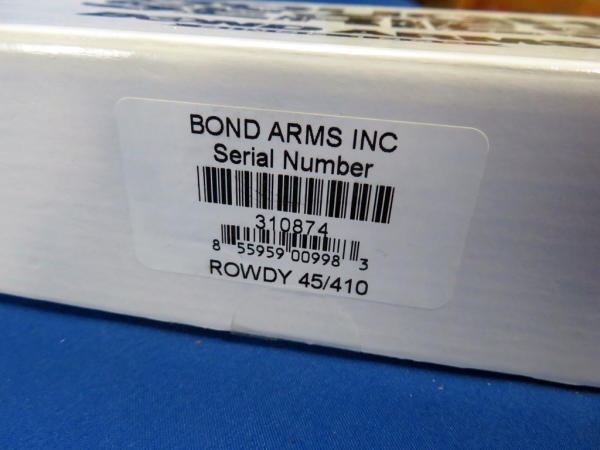 BOND ARMS INC
Serial Number
310874
8 55959 00998 3
ROWDY 45/410